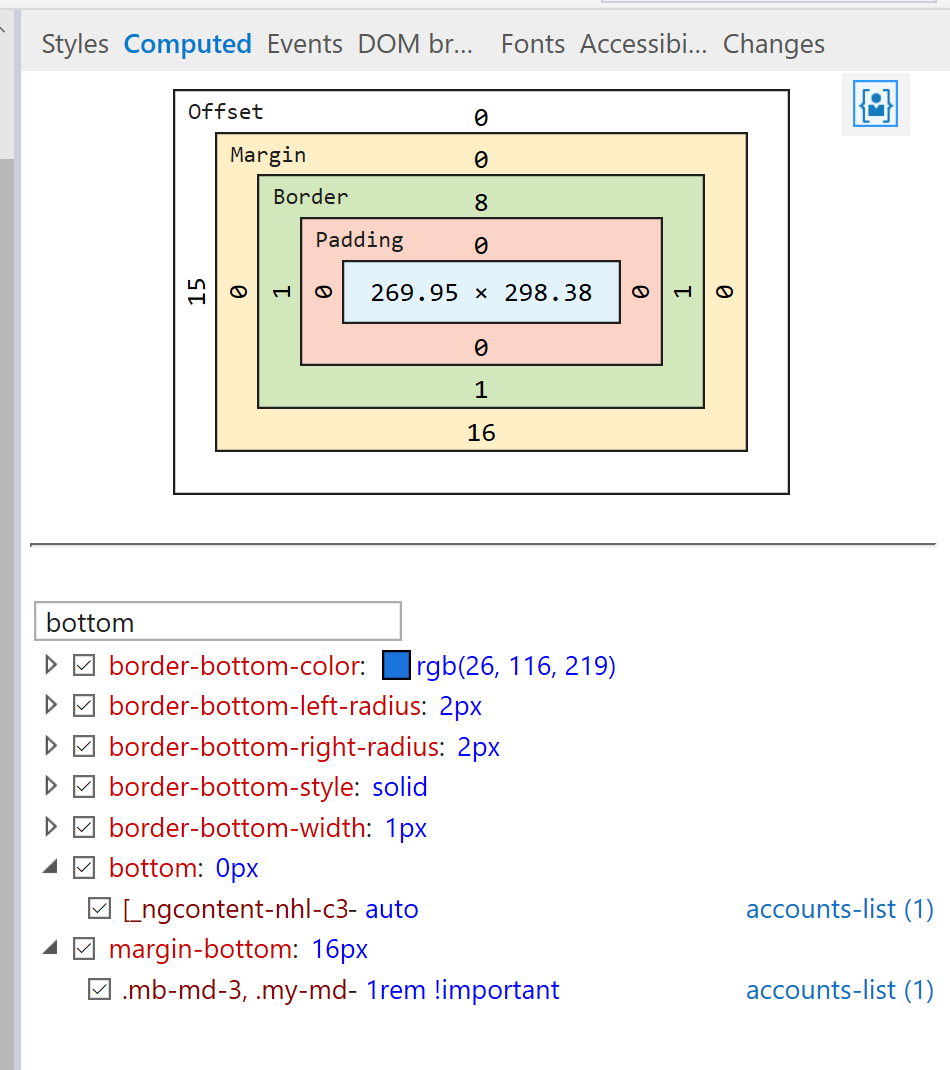 Styles Computed Events DOM br... Fonts Accessibi... Changes
Offset
0
Margin
0
Border
8
Padding
0
15 0 1 0 269.95 × 298.38 0 1 0
0
1
16
bottom
border-bottom-color: rgb(26, 116, 219)
border-bottom-left-radius: 2px
border-bottom-right-radius: 2px
border-bottom-style: solid
border-bottom-width: 1px
bottom: 0px
[_ngcontent-nhl-c3- auto accounts-list (1)
margin-bottom: 16px
.mb-md-3, .my-md- 1rem !important accounts-list (1)